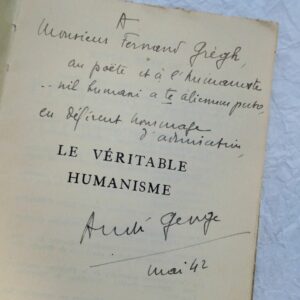 A
Monsieur Fernand Gregh,
au poète et à l'humaniste
.. nil humani a te alienum puto,
en déférent hommage
d'admiration,
LE VÉRITABLE
HUMANISME
André George
mai 42